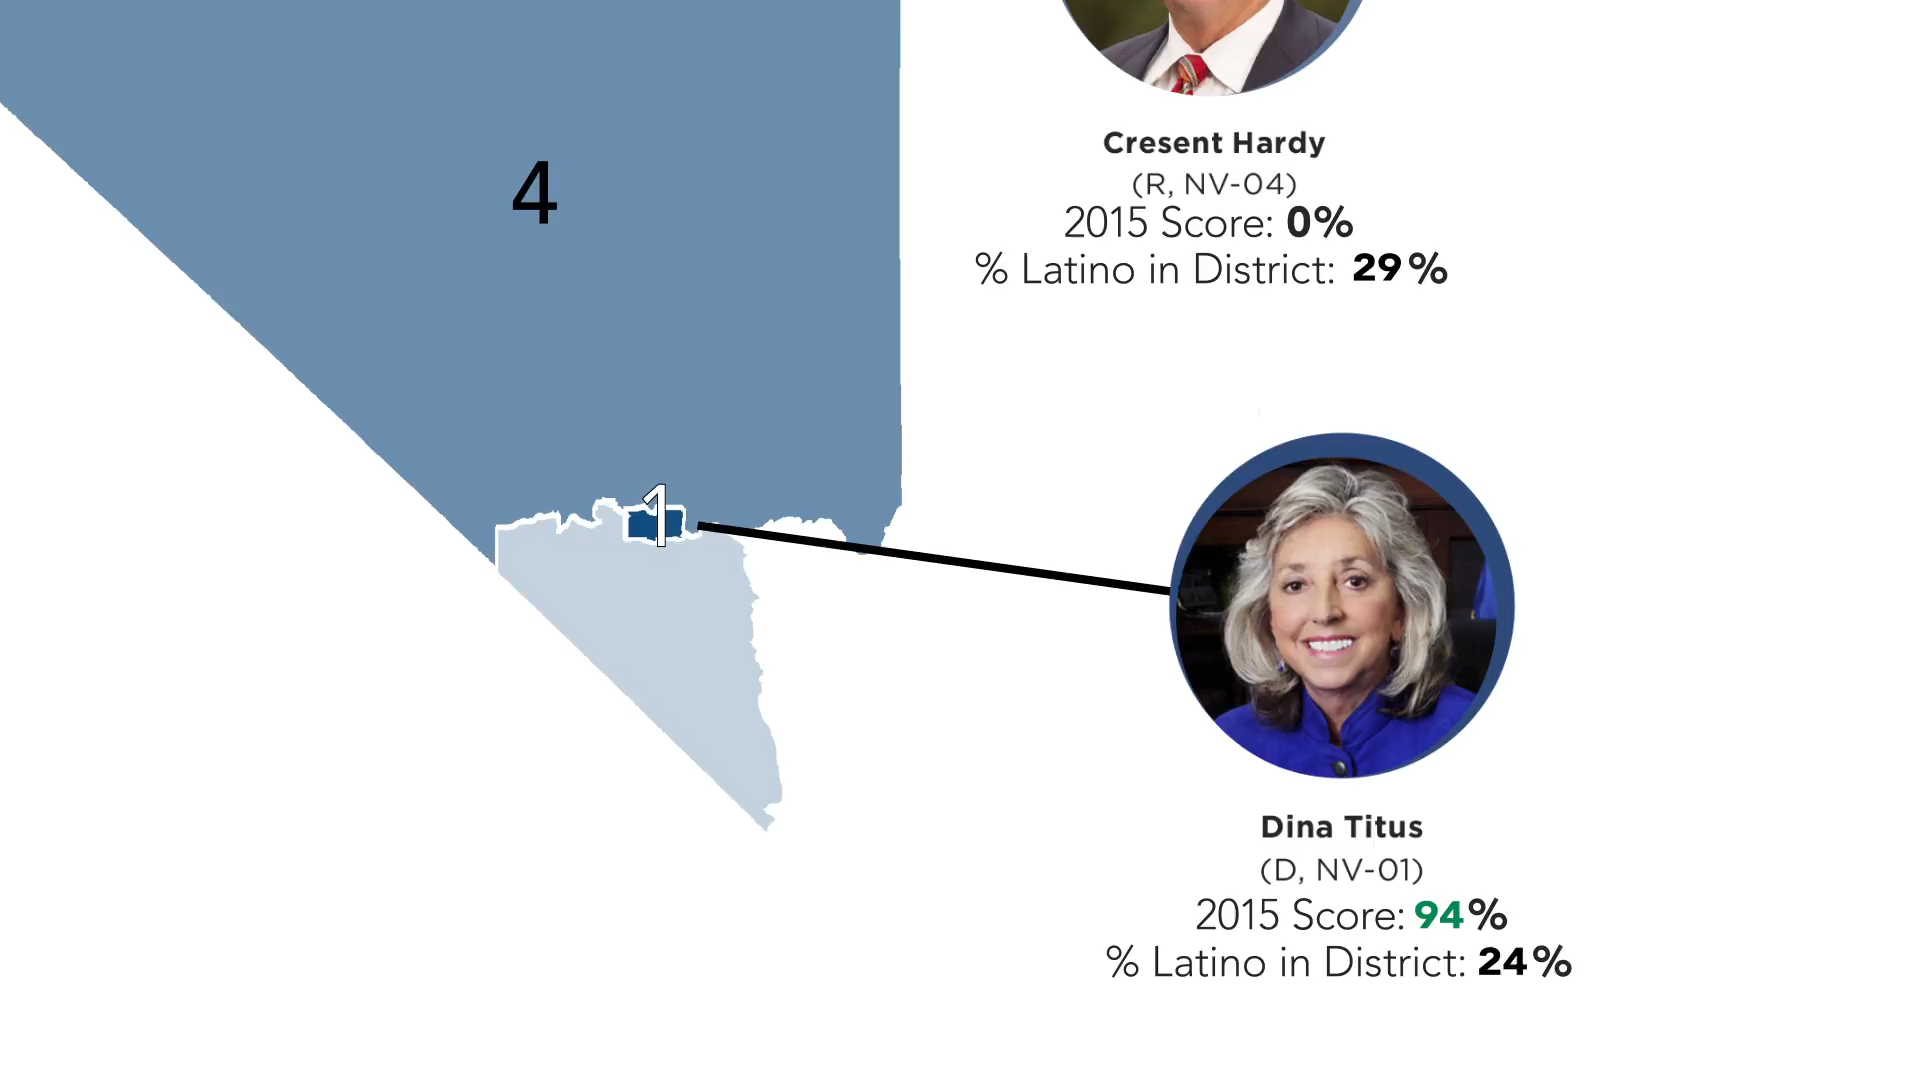 4
Cresent Hardy
(R, NV-04)
2015 Score: 0%
% Latino in District: 29%
1
Dina Titus
(D, NV-01)
2015 Score: 94%
% Latino in District: 24%